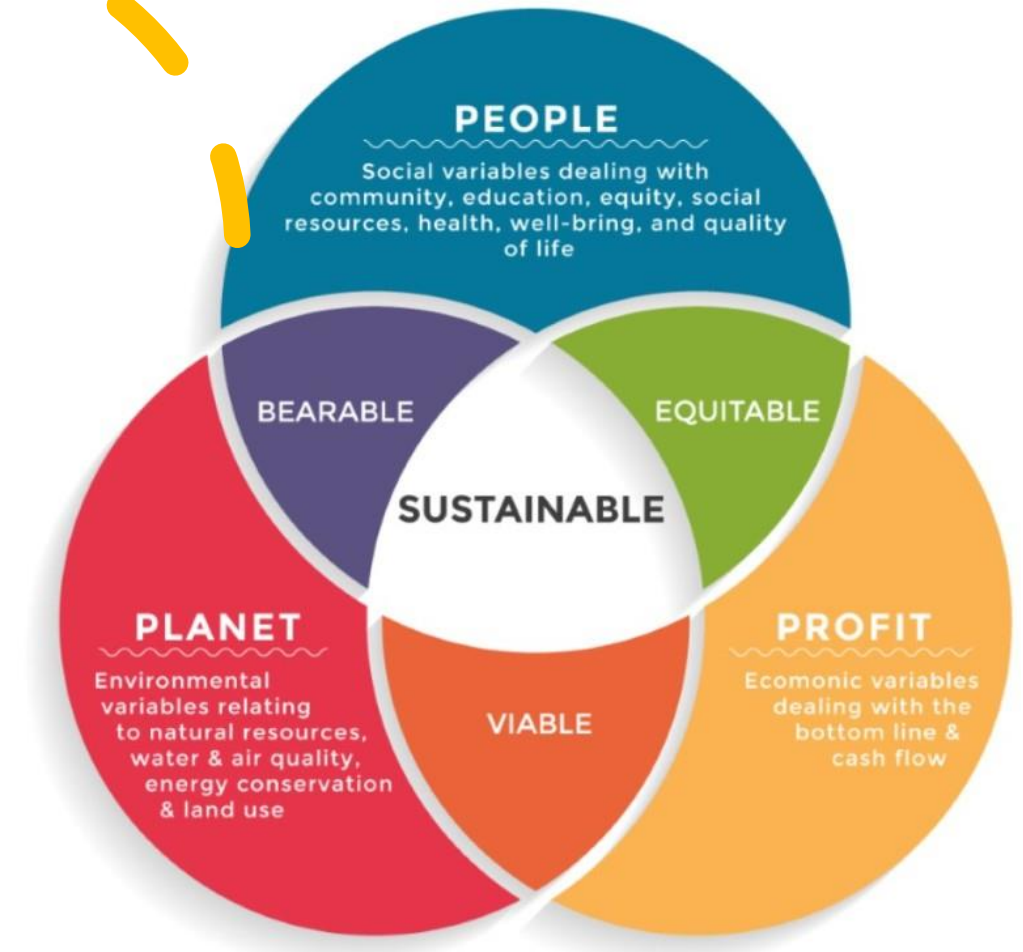 PEOPLE
Social variables dealing with
community, education, equity, social
resources, health, well-bring, and quality
of life
BEARABLE
EQUITABLE
SUSTAINABLE
PLANET
Environmental
variables relating
to natural resources,
water & air quality,
energy conservation
& land use
VIABLE
PROFIT
Ecomonic variables
dealing with the
bottom line &
cash flow